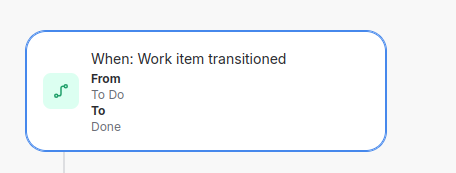 When: Work item transitioned
From
To Do
To
Done